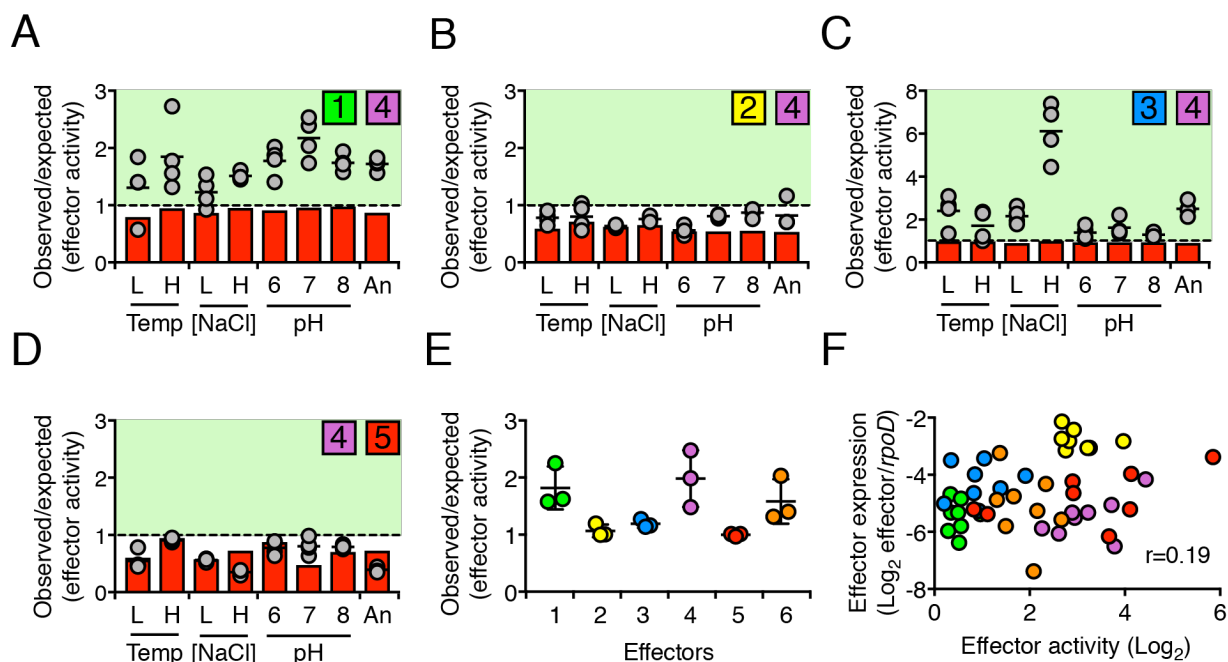 A
Observed/expected
(effector activity)
3
2
1
0
1 4
L H L H 6 7 8 An
Temp [NaCl] pH
B
Observed/expected
(effector activity)
3
2
1
0
2 4
L H L H 6 7 8 An
Temp [NaCl] pH
C
Observed/expected
(effector activity)
8
6
4
2
0
3 4
L H L H 6 7 8 An
Temp [NaCl] pH
D
Observed/expected
(effector activity)
3
2
1
0
4 5
L H L H 6 7 8 An
Temp [NaCl] pH
E
Observed/expected
(effector activity)
3
2
1
0
1 2 3 4 5 6
Effectors
F
Effector expression
(Log2 effector/rpoD)
-2
-4
-6
-8
r=0.19
0 2 4 6
Effector activity (Log2)